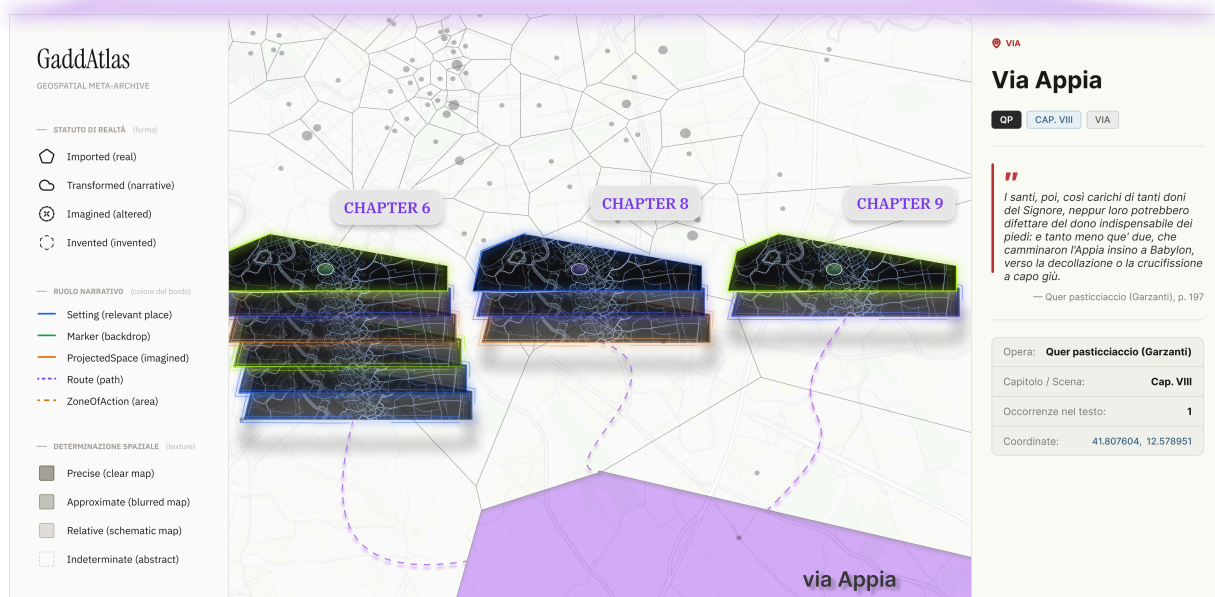 GaddAtlas
GEOSPATIAL META-ARCHIVE
STATUTO DI REALTÀ (forma)
Imported (real)
Transformed (narrative)
Imagined (altered)
Invented (invented)
RUOLO NARRATIVO (colore del bordo)
Setting (relevant place)
Marker (backdrop)
ProjectedSpace (imagined)
Route (path)
ZoneOfAction (area)
DETERMINAZIONE SPAZIALE (texture)
Precise (clear map)
Approximate (blurred map)
Relative (schematic map)
Indeterminate (abstract)
CHAPTER 6
CHAPTER 8
CHAPTER 9
via Appia
VIA
Via Appia
QP CAP. VIII VIA
"
I santi, poi, così carichi di tanti doni
del Signore, neppur loro potrebbero
difettare del dono indispensabile dei
piedi: e tanto meno que' due, che
camminaron l'Appia insino a Babylon,
verso la decollazione o la crucifissione
a capo giù.
— Quer pasticciaccio (Garzanti), p. 197
Opera: Quer pasticciaccio (Garzanti)
Capitolo / Scena: Cap. VIII
Occorrenze nel testo: 1
Coordinate: 41.807604, 12.578951